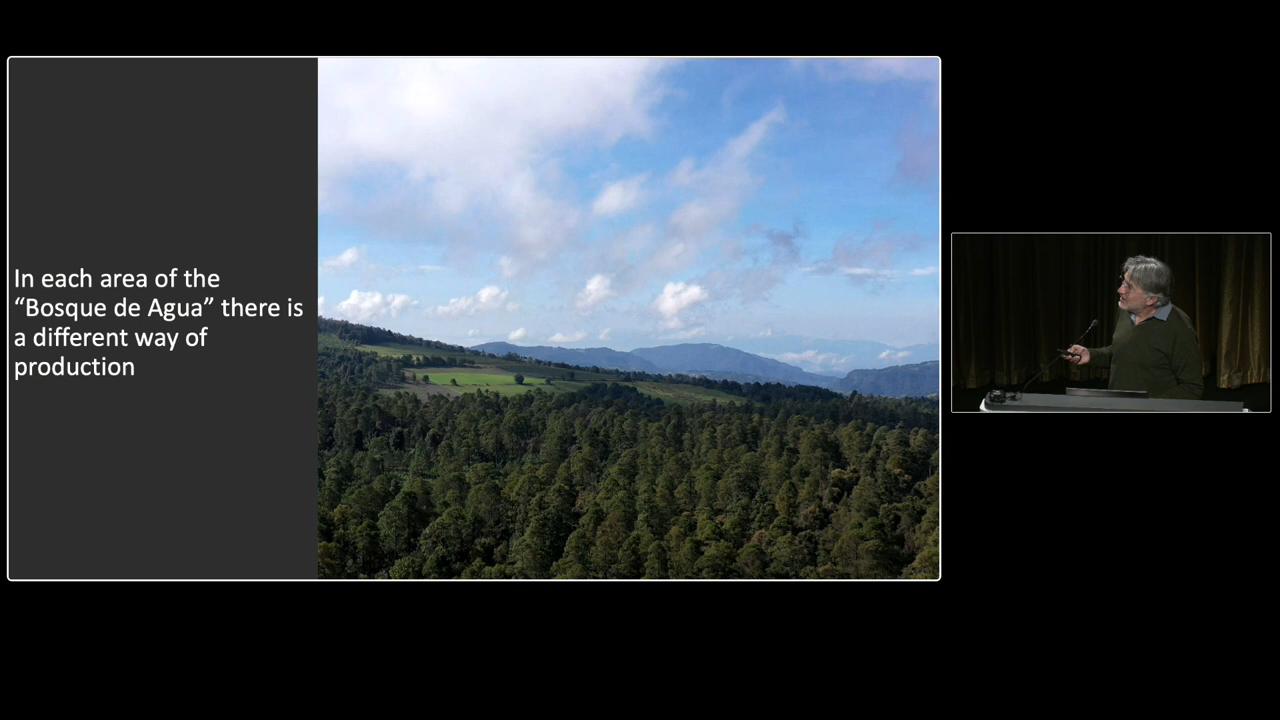 In each area of the
“Bosque de Agua” there is
a different way of
production